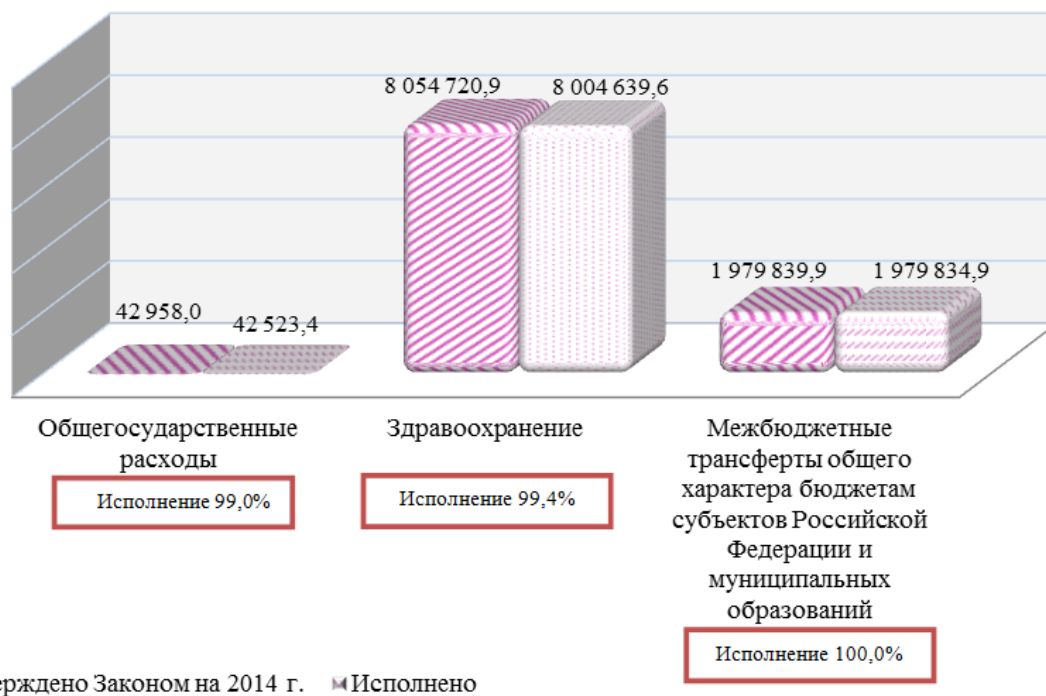 8 054 720,9
8 004 639,6
1 979 839,9
1 979 834,9
42 958,0
42 523,4
Общегосударственные
расходы
Исполнение 99,0%
Здравоохранение
Исполнение 99,4%
Межбюджетные
трансферты общего
характера бюджетам
субъектов Российской
Федерации и
муниципальных
образований
Исполнение 100,0%
ерждено Законом на 2014 г. Исполнено